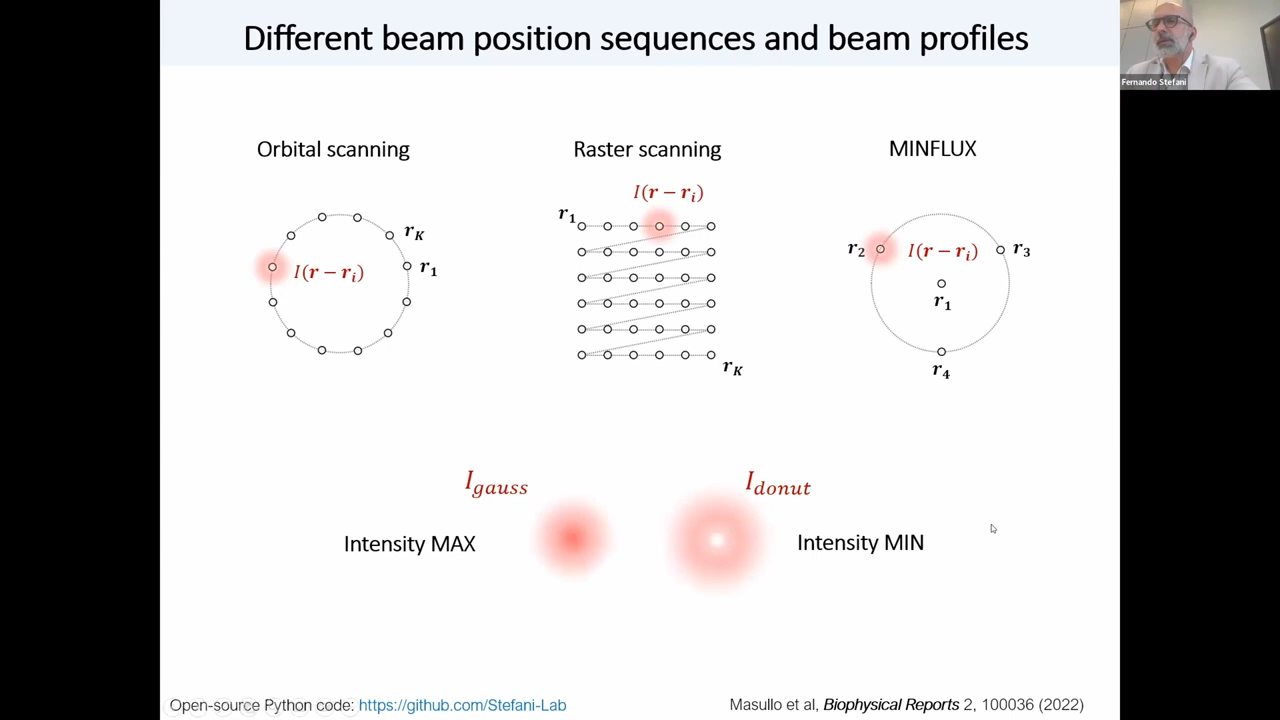 Different beam position sequences and beam profiles
Fernando Stefani
Orbital scanning
Raster scanning
MINFLUX
I(r − r_i)
r_1
r_K
r_K
r_1
I(r − r_i)
r_2
I(r − r_i)
r_3
r_1
r_4
I_gauss
I_donut
Intensity MAX
Intensity MIN
Open-source Python code: https://github.com/Stefani-Lab
Masullo et al, Biophysical Reports 2, 100036 (2022)